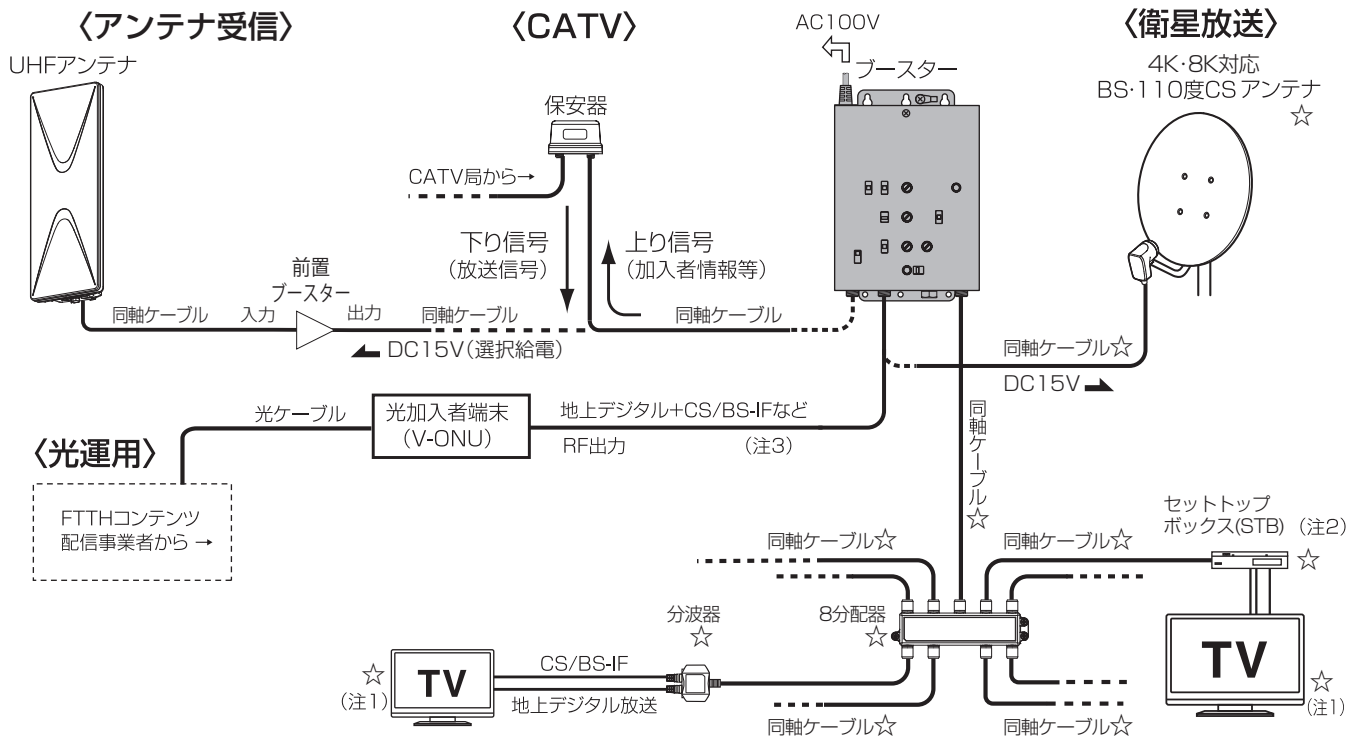 〈アンテナ受信〉
UHFアンテナ
〈CATV〉
AC100V
ブースター
〈衛星放送〉
4K･8K対応
BS･110度CSアンテナ
☆
保安器
CATV局から→
下り信号
(放送信号)
上り信号
(加入者情報等)
前置
ブースター
同軸ケーブル
入力
出力
同軸ケーブル
同軸ケーブル
DC15V(選択給電)
同軸ケーブル☆
DC15V
光ケーブル
光加入者端末
(V-ONU)
地上デジタル+CS/BS-IFなど
RF出力
(注3)
〈光運用〉
FTTHコンテンツ
配信事業者から →
同軸ケーブル☆
セットトップ
ボックス(STB)
(注2)
☆
同軸ケーブル☆
同軸ケーブル☆
分波器
☆
8分配器
☆
CS/BS-IF
地上デジタル放送
☆
(注1)
TV
TV
☆
(注1)
同軸ケーブル☆
同軸ケーブル☆